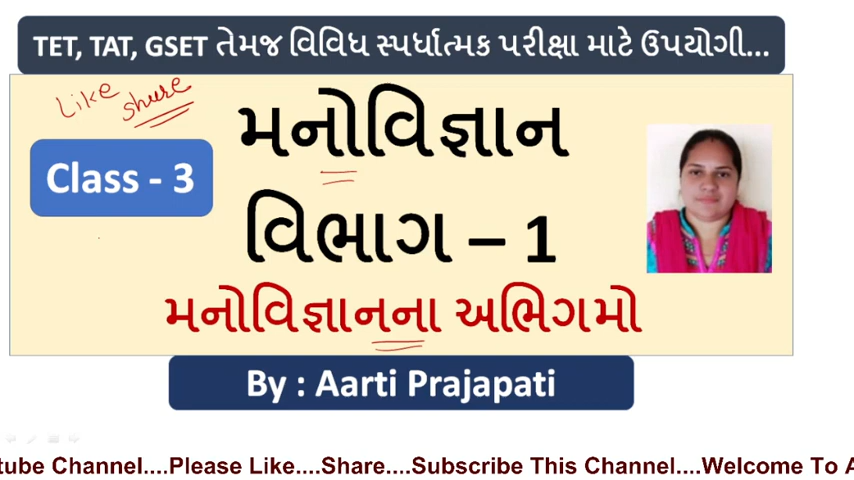 TET, TAT, GSET તેમજ વિવિધ સ્પર્ધાત્મક પરીક્ષા માટે ઉપયોગી...
Like
share
મનોવિજ્ઞાન
Class - 3
વિભાગ – 1
મનોવિજ્ઞાનના અભિગમો
By : Aarti Prajapati
tube Channel....Please Like....Share....Subscribe This Channel....Welcome To A